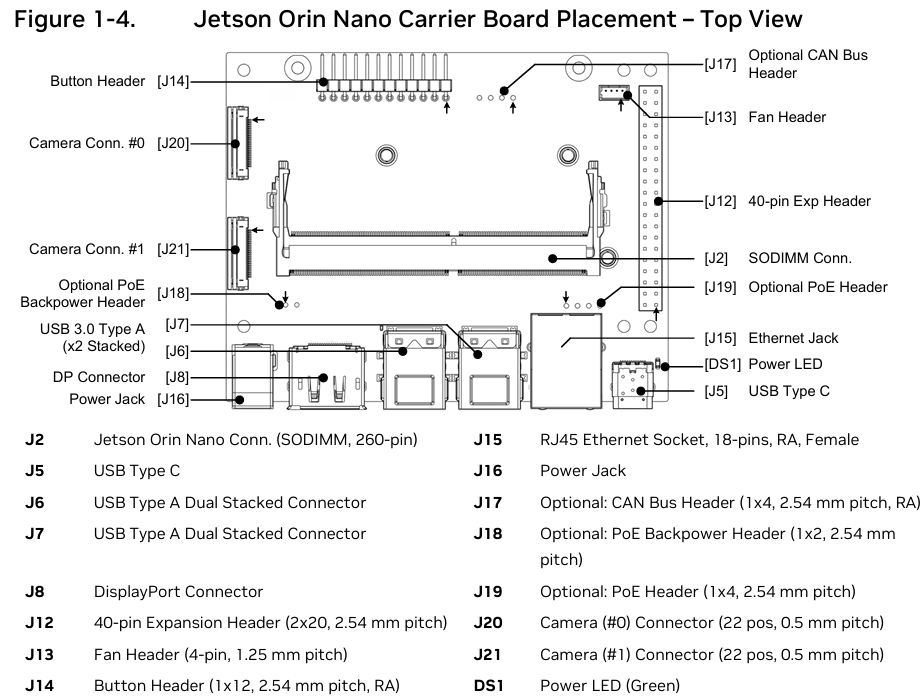 Figure 1-4. Jetson Orin Nano Carrier Board Placement – Top View
Button Header [J14]
Camera Conn. #0 [J20]
Camera Conn. #1 [J21]
Optional PoE
Backpower Header [J18]
USB 3.0 Type A
(x2 Stacked)
[J7]
[J6]
DP Connector [J8]
Power Jack [J16]
[J17] Optional CAN Bus
Header
[J13] Fan Header
[J12] 40-pin Exp Header
[J2] SODIMM Conn.
[J19] Optional PoE Header
[J15] Ethernet Jack
[DS1] Power LED
[J5] USB Type C
J2 Jetson Orin Nano Conn. (SODIMM, 260-pin)
J5 USB Type C
J6 USB Type A Dual Stacked Connector
J7 USB Type A Dual Stacked Connector
J8 DisplayPort Connector
J12 40-pin Expansion Header (2x20, 2.54 mm pitch)
J13 Fan Header (4-pin, 1.25 mm pitch)
J14 Button Header (1x12, 2.54 mm pitch, RA)
J15 RJ45 Ethernet Socket, 18-pins, RA, Female
J16 Power Jack
J17 Optional: CAN Bus Header (1x4, 2.54 mm pitch, RA)
J18 Optional: PoE Backpower Header (1x2, 2.54 mm
pitch)
J19 Optional: PoE Header (1x4, 2.54 mm pitch)
J20 Camera (#0) Connector (22 pos, 0.5 mm pitch)
J21 Camera (#1) Connector (22 pos, 0.5 mm pitch)
DS1 Power LED (Green)